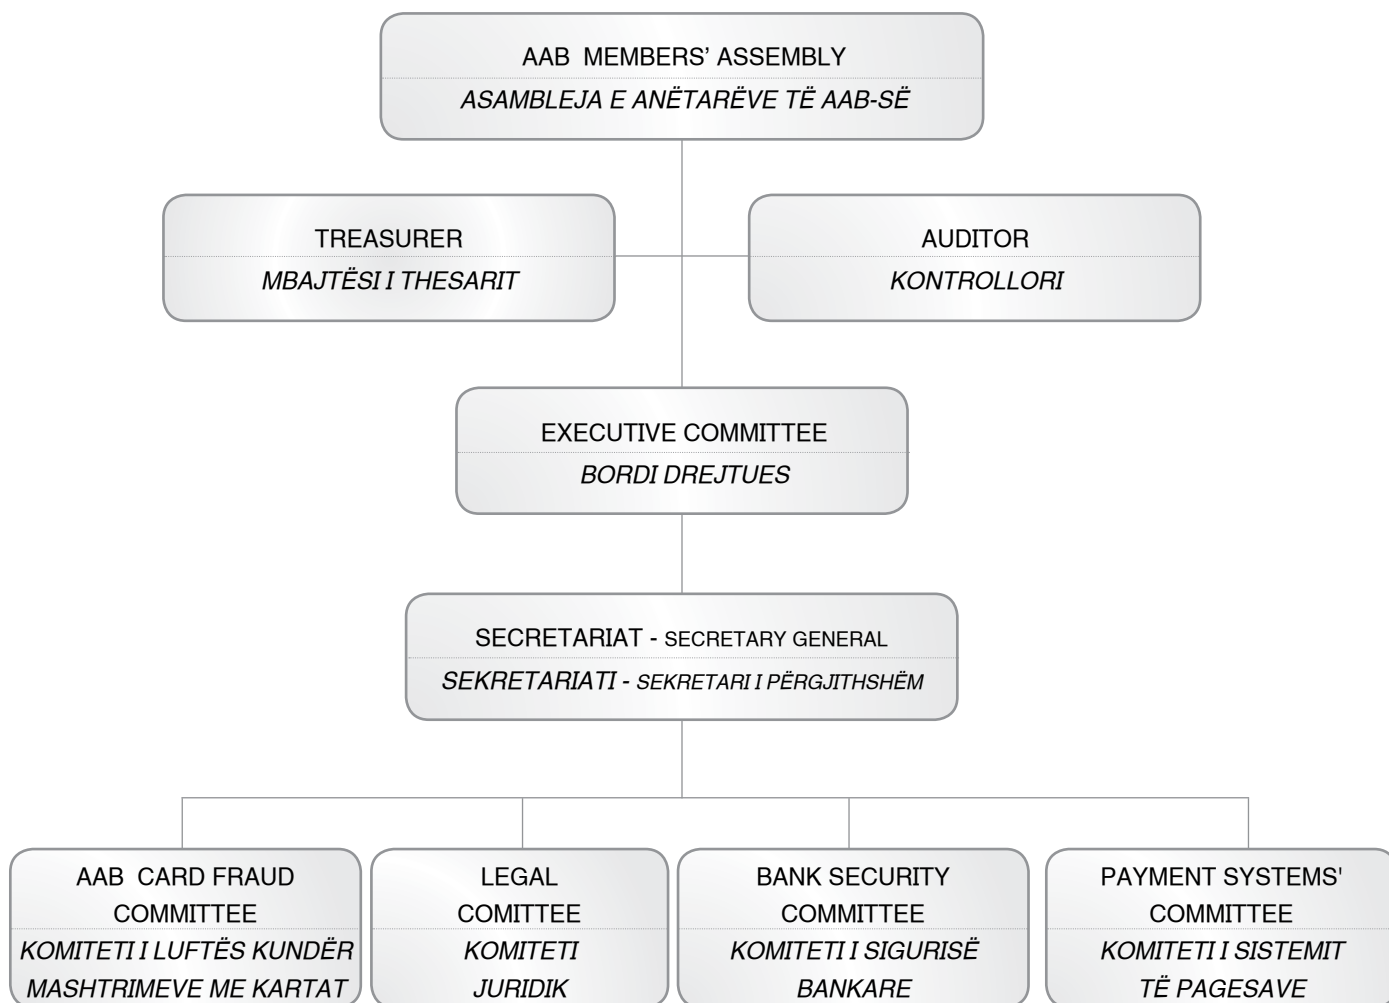 AAB MEMBERS' ASSEMBLY
ASAMBLEJA E ANËTARËVE TË AAB-SË
TREASURER
MBAJTËSI I THESARIT
AUDITOR
KONTROLLORI
EXECUTIVE COMMITTEE
BORDI DREJTUES
SECRETARIAT - SECRETARY GENERAL
SEKRETARIATI - SEKRETARI I PËRGJITHSHËM
AAB CARD FRAUD
COMMITTEE
KOMITETI I LUFTËS KUNDËR
MASHTRIMEVE ME KARTAT
LEGAL
COMITTEE
KOMITETI
JURIDIK
BANK SECURITY
COMMITTEE
KOMITETI I SIGURISË
BANKARE
PAYMENT SYSTEMS'
COMMITTEE
KOMITETI I SISTEMIT
TË PAGESAVE